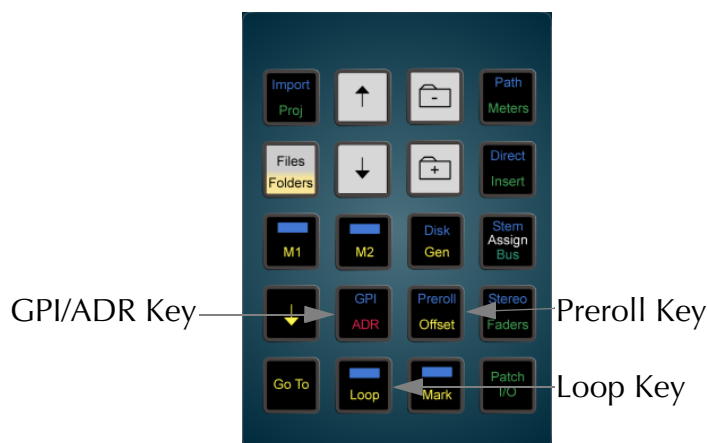 Import
Proj
Path
Meters
Files
Folders
Direct
Insert
M1
M2
Disk
Gen
Stem
Assign
Bus
GPI/ADR Key
GPI
ADR
Preroll
Offset
Stereo
Faders
Preroll Key
Go To
Loop
Mark
Patch
I/O
Loop Key